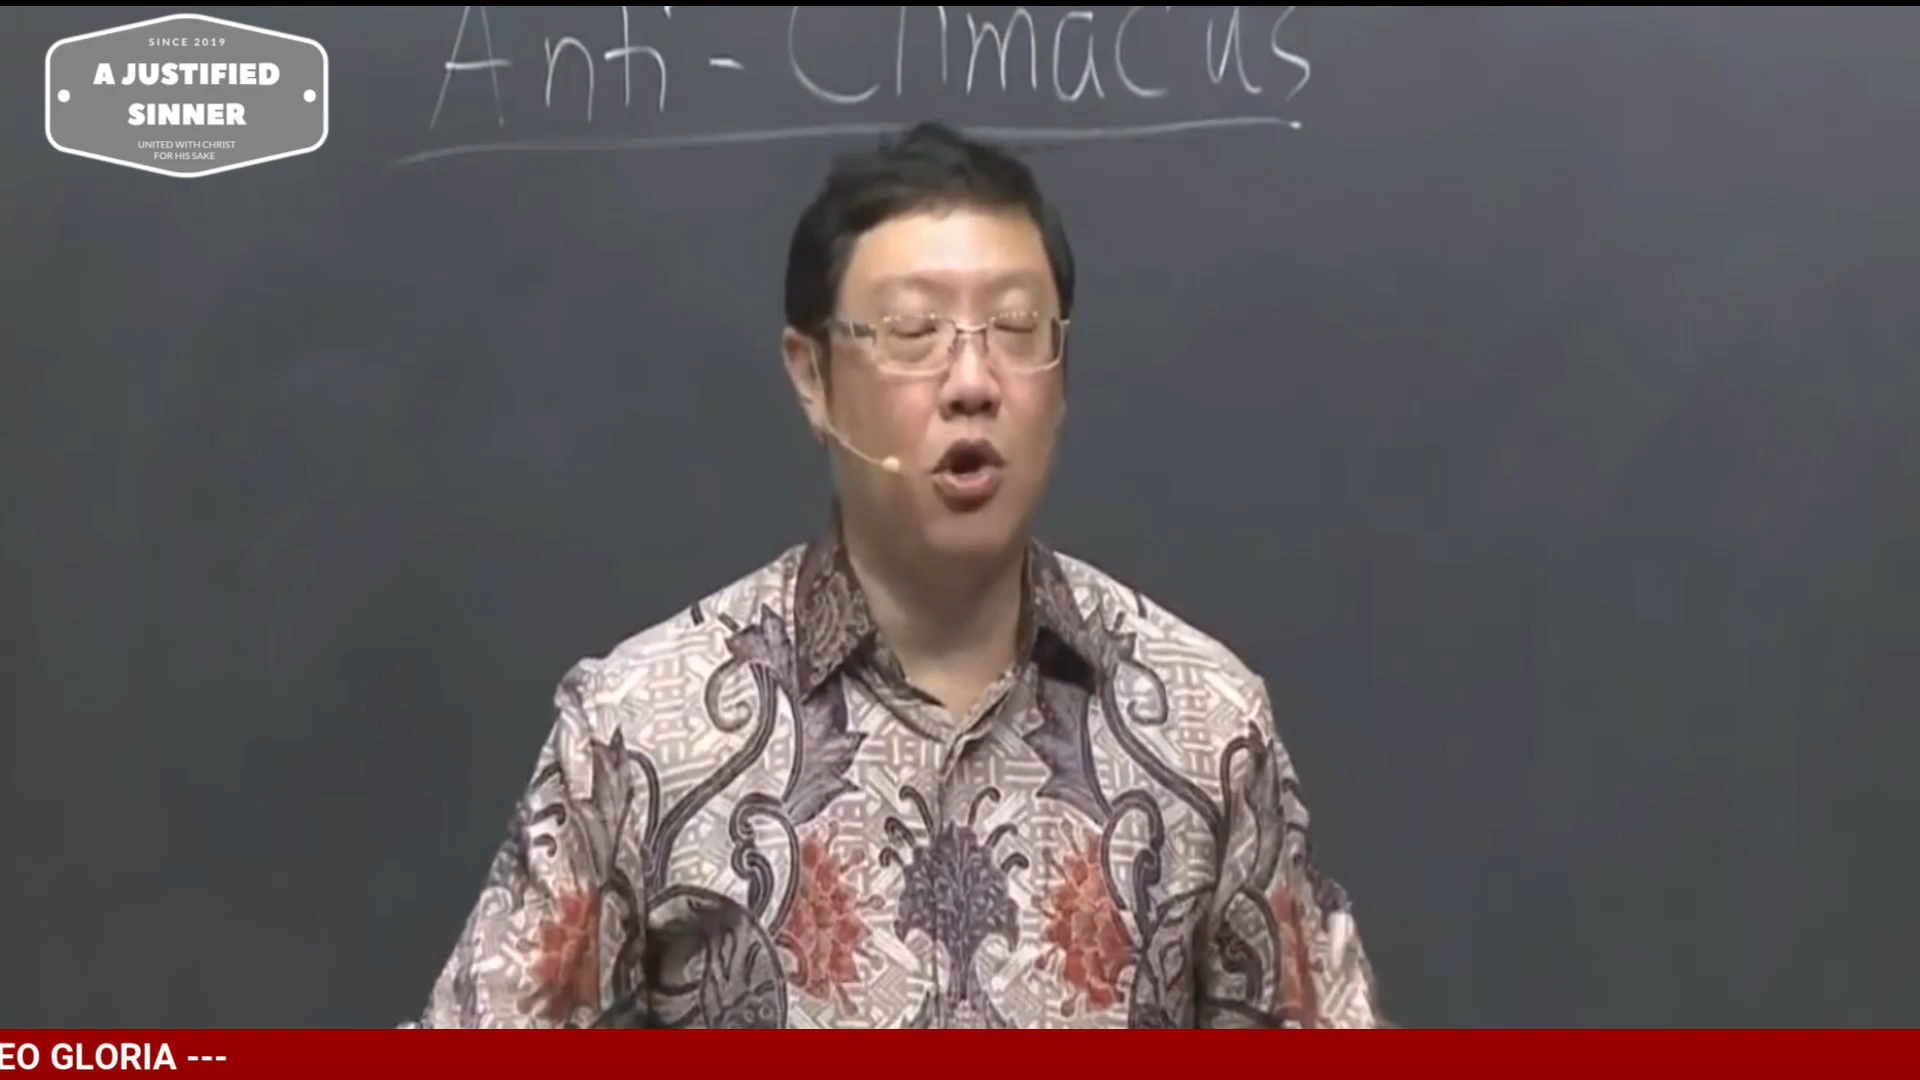 Anti-Climacus
SINCE 2019
A JUSTIFIED
SINNER
UNITED WITH CHRIST
FOR HIS SAKE
EO GLORIA ---